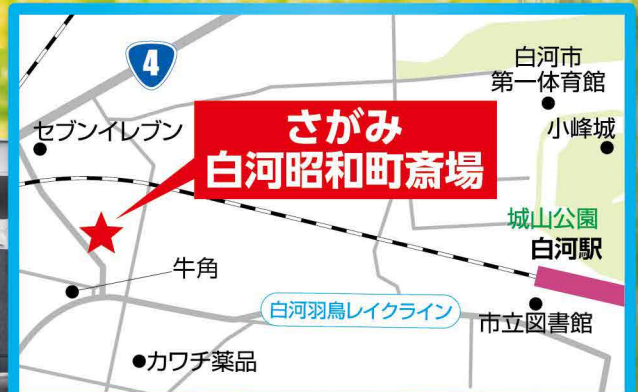 4
白河市
第一体育館
セブンイレブン
さがみ
白河昭和町斎場
小峰城
城山公園
白河駅
牛角
白河羽鳥レイクライン
市立図書館
カワチ薬品